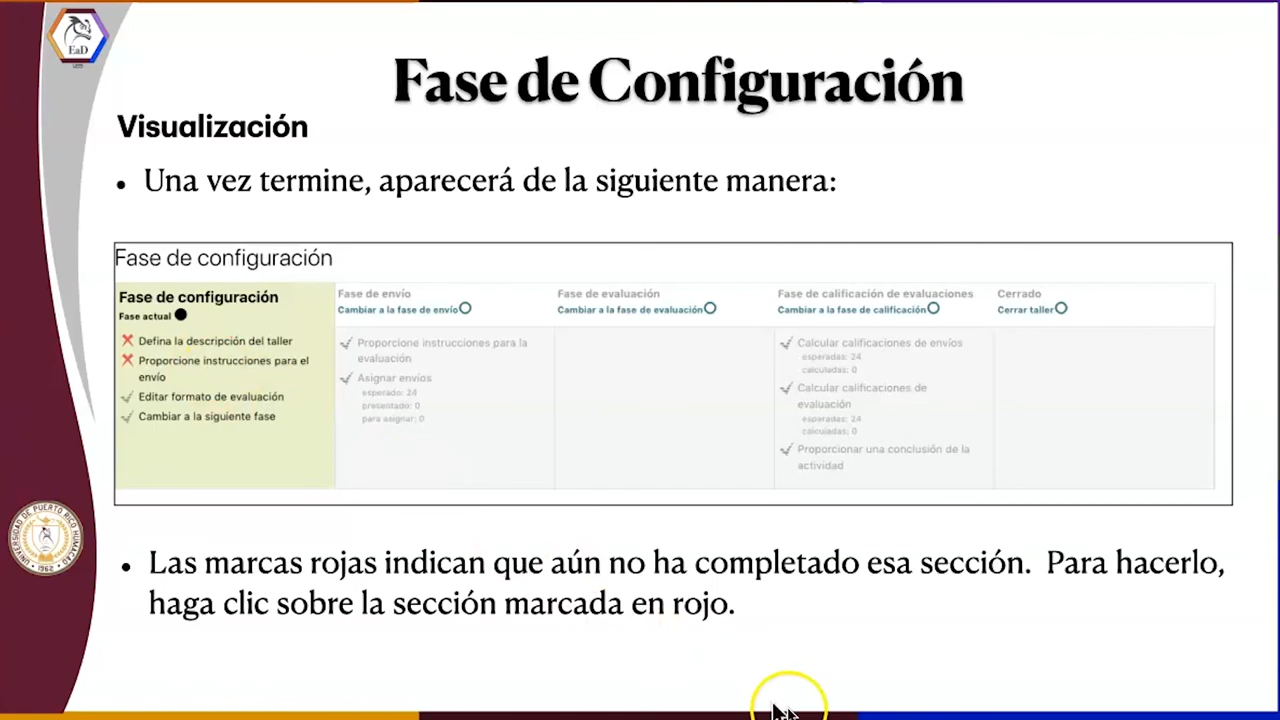 EaD
Fase de Configuración
Visualización
• Una vez termine, aparecerá de la siguiente manera:
Fase de configuración
Fase de configuración
Fase actual
Defina la descripción del taller
Proporcione instrucciones para el
envío
Editar formato de evaluación
Cambiar a la siguiente fase
Fase de envío
Cambiar a la fase de envío
Proporcione instrucciones para la
evaluación
Asignar envíos
esperado: 24
presentado: 0
para asignar: 0
Fase de evaluación
Cambiar a la fase de evaluación
Fase de calificación de evaluaciones
Cambiar a la fase de calificación
Calcular calificaciones de envíos
esperadas: 24
calculadas: 0
Calcular calificaciones de
evaluación
esperadas: 24
calculadas: 0
Proporcionar una conclusión de la
actividad
Cerrado
Cerrar taller
• Las marcas rojas indican que aún no ha completado esa sección. Para hacerlo,
haga clic sobre la sección marcada en rojo.
UNIVERSIDAD DE PUERTO RICO HUMACAO
1962